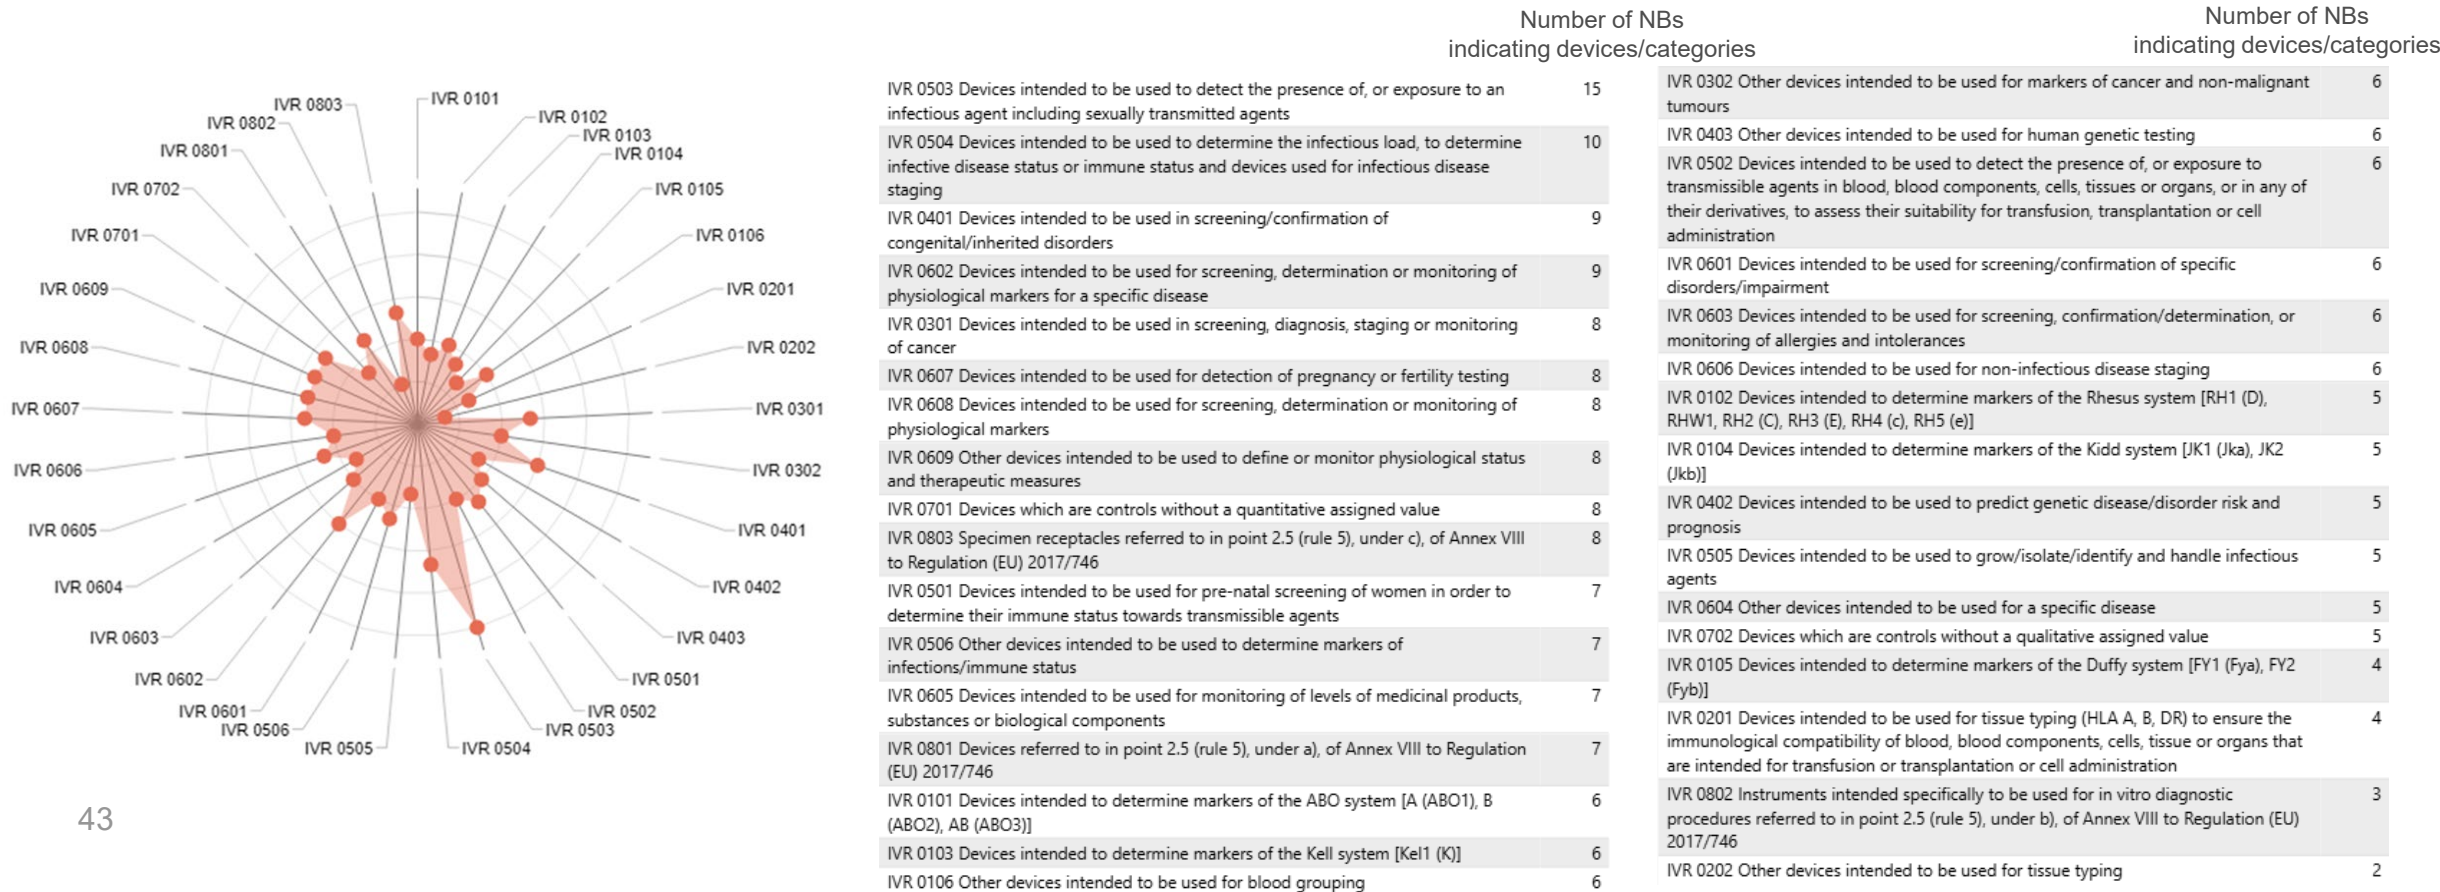 Number of NBs
indicating devices/categories
Number of NBs
indicating devices/categories
IVR 0101
IVR 0102
IVR 0103
IVR 0104
IVR 0105
IVR 0106
IVR 0201
IVR 0202
IVR 0301
IVR 0302
IVR 0401
IVR 0402
IVR 0403
IVR 0501
IVR 0502
IVR 0503
IVR 0504
IVR 0505
IVR 0506
IVR 0601
IVR 0602
IVR 0603
IVR 0604
IVR 0605
IVR 0606
IVR 0607
IVR 0608
IVR 0609
IVR 0701
IVR 0702
IVR 0801
IVR 0802
IVR 0803
43
IVR 0503 Devices intended to be used to detect the presence of, or exposure to an 15
infectious agent including sexually transmitted agents
IVR 0504 Devices intended to be used to determine the infectious load, to determine 10
infective disease status or immune status and devices used for infectious disease
staging
IVR 0401 Devices intended to be used in screening/confirmation of 9
congenital/inherited disorders
IVR 0602 Devices intended to be used for screening, determination or monitoring of 9
physiological markers for a specific disease
IVR 0301 Devices intended to be used in screening, diagnosis, staging or monitoring 8
of cancer
IVR 0607 Devices intended to be used for detection of pregnancy or fertility testing 8
IVR 0608 Devices intended to be used for screening, determination or monitoring of 8
physiological markers
IVR 0609 Other devices intended to be used to define or monitor physiological status 8
and therapeutic measures
IVR 0701 Devices which are controls without a quantitative assigned value 8
IVR 0803 Specimen receptacles referred to in point 2.5 (rule 5), under c), of Annex VIII 8
to Regulation (EU) 2017/746
IVR 0501 Devices intended to be used for pre-natal screening of women in order to 7
determine their immune status towards transmissible agents
IVR 0506 Other devices intended to be used to determine markers of 7
infections/immune status
IVR 0605 Devices intended to be used for monitoring of levels of medicinal products, 7
substances or biological components
IVR 0801 Devices referred to in point 2.5 (rule 5), under a), of Annex VIII to Regulation 7
(EU) 2017/746
IVR 0101 Devices intended to determine markers of the ABO system [A (ABO1), B 6
(ABO2), AB (ABO3)]
IVR 0103 Devices intended to determine markers of the Kell system [Kel1 (K)] 6
IVR 0106 Other devices intended to be used for blood grouping 6
IVR 0302 Other devices intended to be used for markers of cancer and non-malignant 6
tumours
IVR 0403 Other devices intended to be used for human genetic testing 6
IVR 0502 Devices intended to be used to detect the presence of, or exposure to 6
transmissible agents in blood, blood components, cells, tissues or organs, or in any of
their derivatives, to assess their suitability for transfusion, transplantation or cell
administration
IVR 0601 Devices intended to be used for screening/confirmation of specific 6
disorders/impairment
IVR 0603 Devices intended to be used for screening, confirmation/determination, or 6
monitoring of allergies and intolerances
IVR 0606 Devices intended to be used for non-infectious disease staging 6
IVR 0102 Devices intended to determine markers of the Rhesus system [RH1 (D), 5
RHW1, RH2 (C), RH3 (E), RH4 (c), RH5 (e)]
IVR 0104 Devices intended to determine markers of the Kidd system [JK1 (Jka), JK2 5
(Jkb)]
IVR 0402 Devices intended to be used to predict genetic disease/disorder risk and 5
prognosis
IVR 0505 Devices intended to be used to grow/isolate/identify and handle infectious 5
agents
IVR 0604 Other devices intended to be used for a specific disease 5
IVR 0702 Devices which are controls without a qualitative assigned value 5
IVR 0105 Devices intended to determine markers of the Duffy system [FY1 (Fya), FY2 4
(Fyb)]
IVR 0201 Devices intended to be used for tissue typing (HLA A, B, DR) to ensure the 4
immunological compatibility of blood, blood components, cells, tissue or organs that
are intended for transfusion or transplantation or cell administration
IVR 0802 Instruments intended specifically to be used for in vitro diagnostic 3
procedures referred to in point 2.5 (rule 5), under b), of Annex VIII to Regulation (EU)
2017/746
IVR 0202 Other devices intended to be used for tissue typing 2